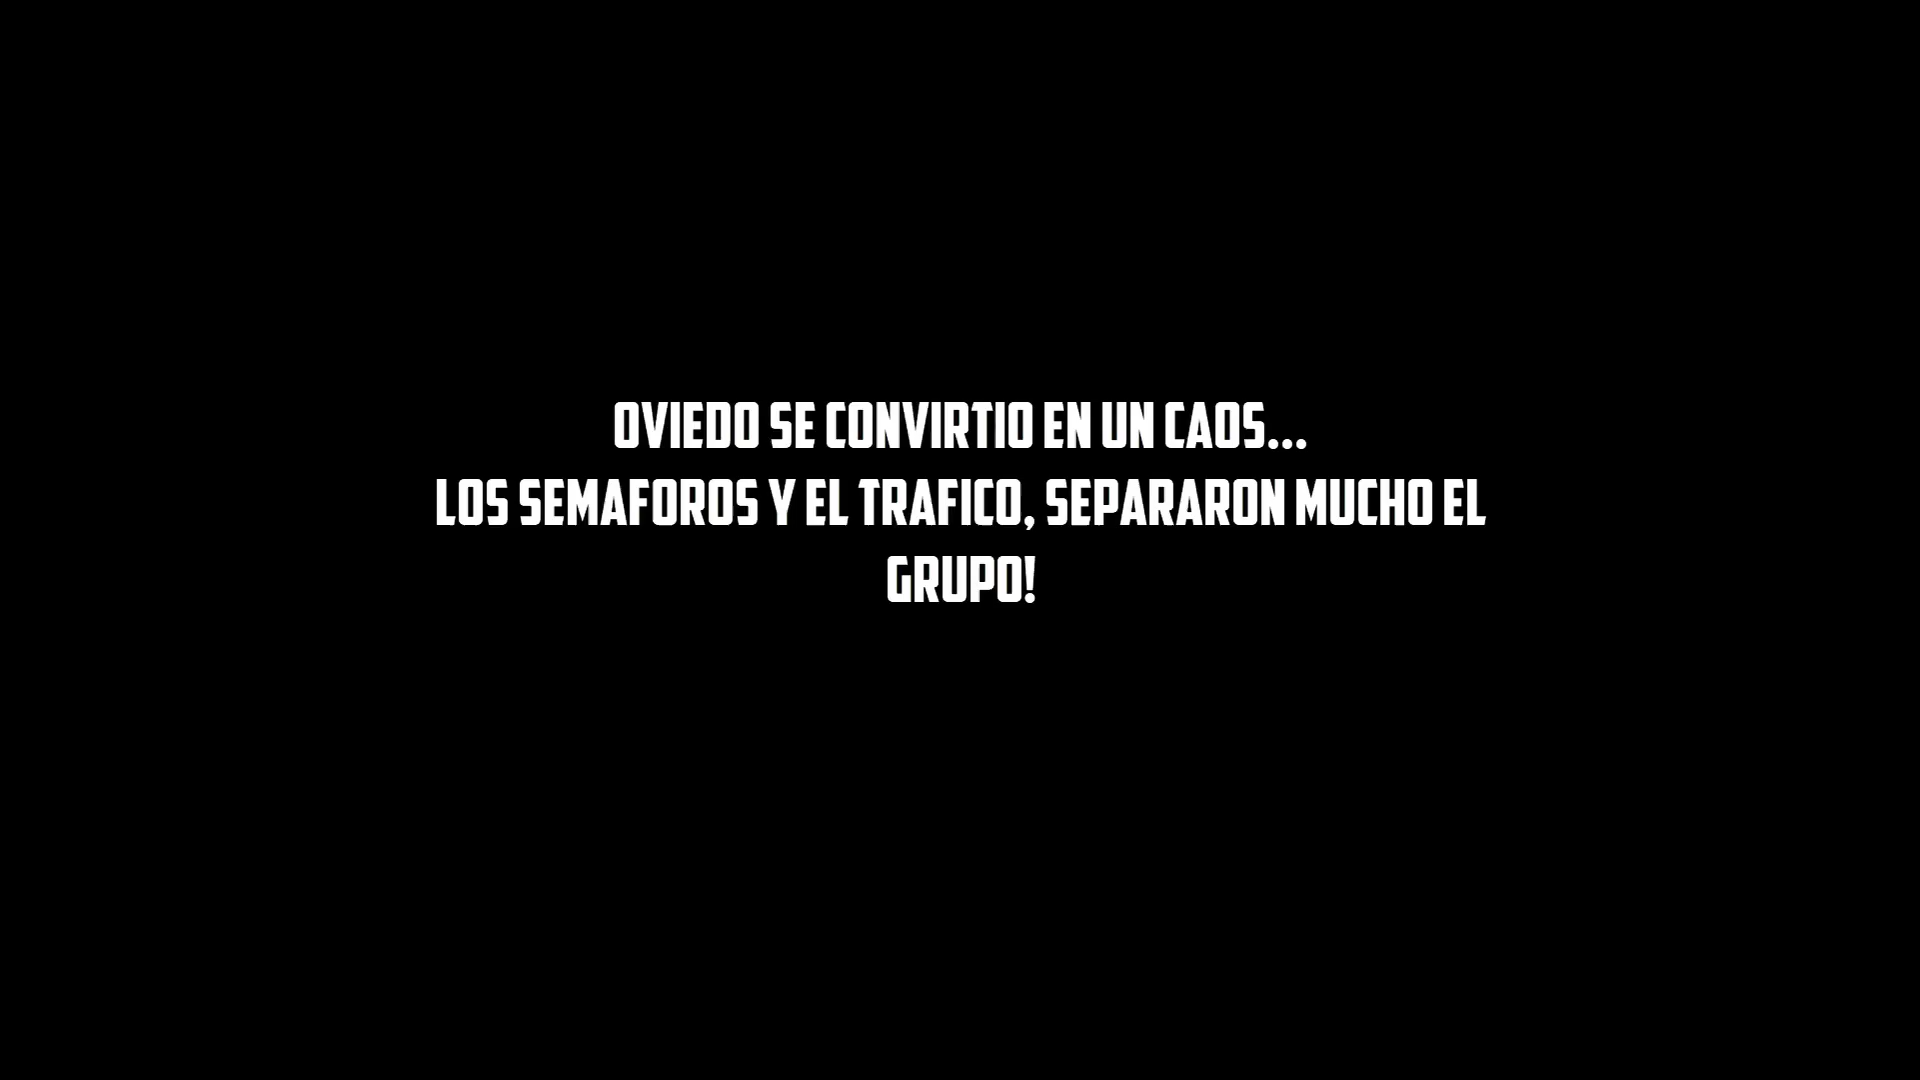 OVIEDO SE CONVIRTIO EN UN CAOS...
LOS SEMAFOROS Y EL TRAFICO, SEPARARON MUCHO EL
GRUPO!